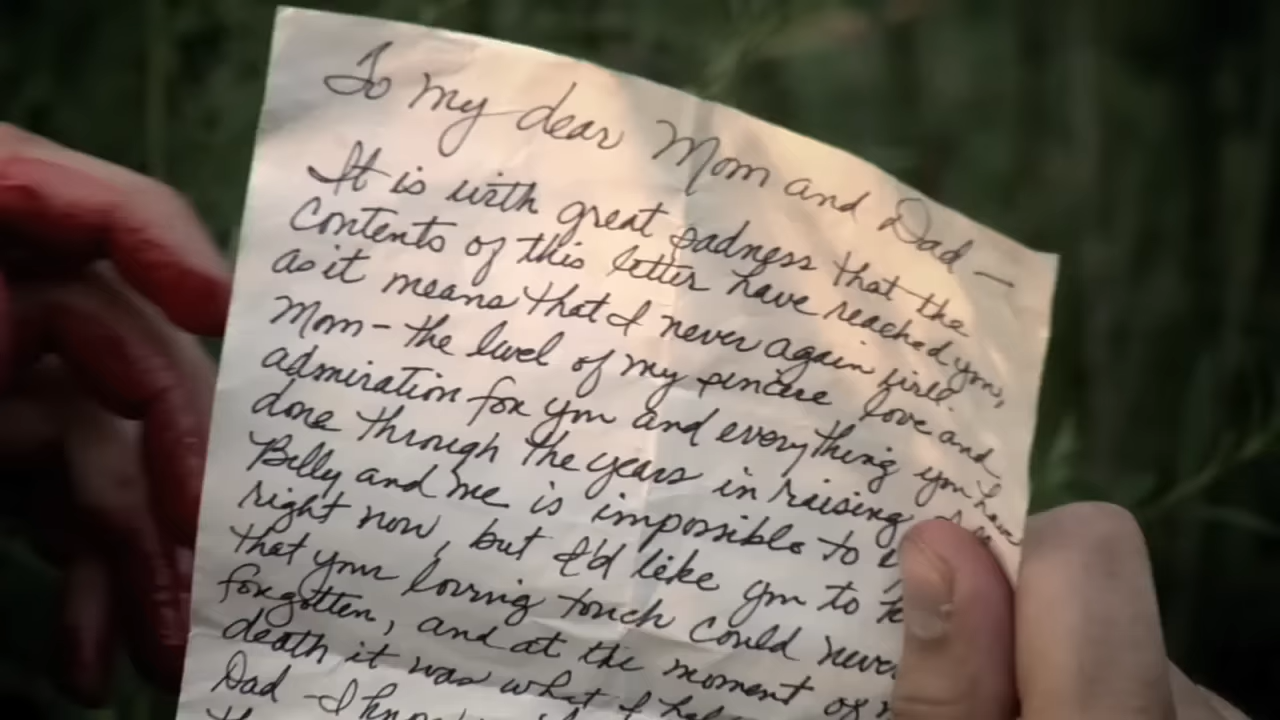 To my dear Mom and Dad —
It is with great sadness that the
contents of this letter have reached you,
as it means that I never again will.
Mom - the level of my sincere love and
admiration for you and everything you have
done through the years in raising
Billy and me is impossible to
right now, but I'd like you to
that your loving touch could never
forgotten, and at the moment of
death it was what I
Dad - I